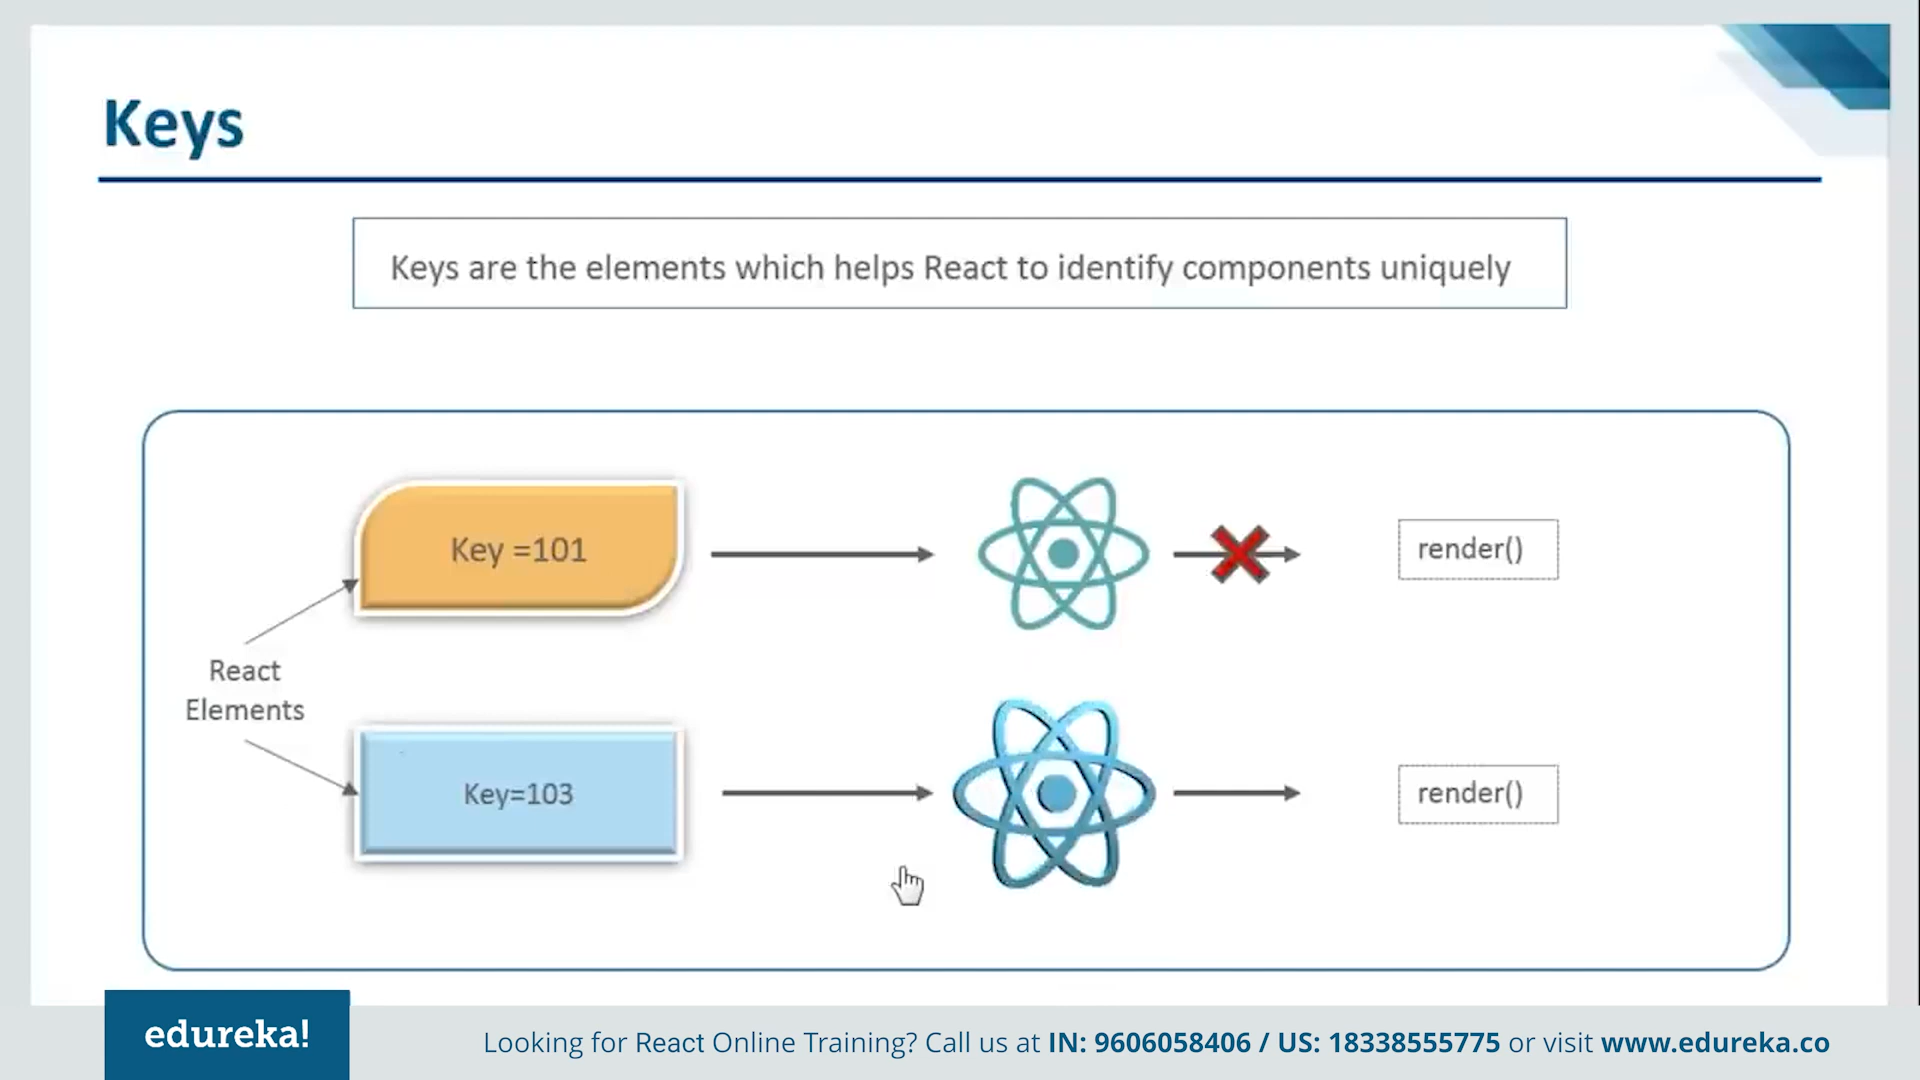 Keys
Keys are the elements which helps React to identify components uniquely
Key =101
render()
React
Elements
Key=103
render()
edureka!
Looking for React Online Training? Call us at IN: 9606058406 / US: 18338555775 or visit www.edureka.co